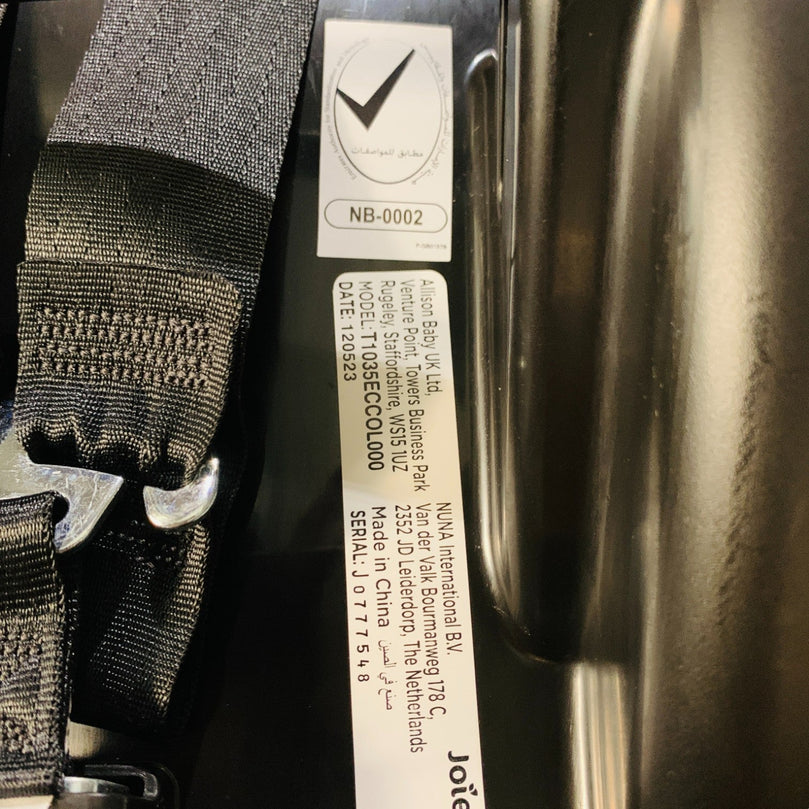 مطابق للمواصفات
NB-0002
Allison Baby UK Ltd,
Venture Point, Towers Business Park
Rugeley, Staffordshire, WS15 1UZ
MODEL: T1035ECCOL000
DATE: 120523
NUNA International B.V.
Van der Valk Boumanweg 178 C,
2352 JD Leiderdorp, The Netherlands
Made in China صنع في الصين
SERIAL: J0777548
Joie